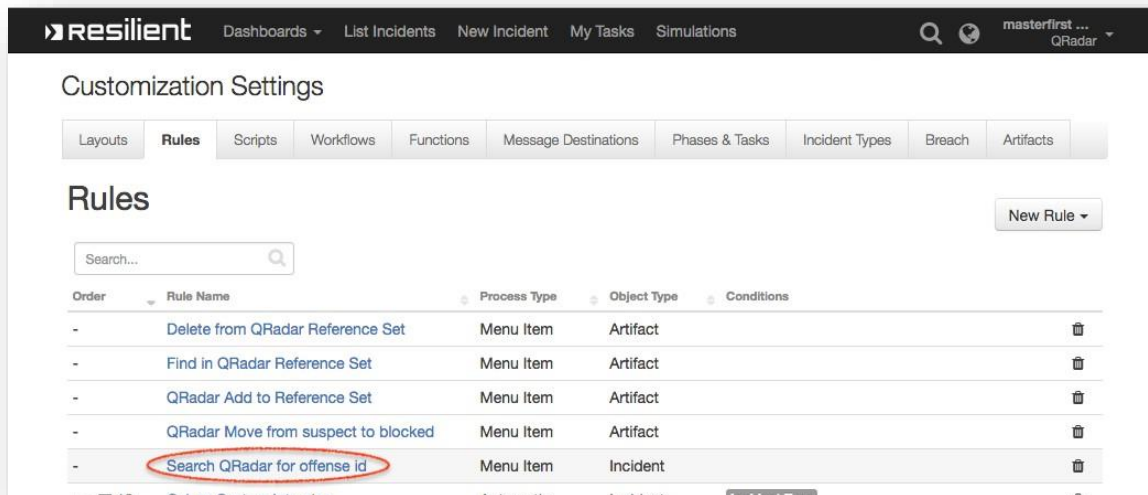 Resilient Dashboards List Incidents New Incident My Tasks Simulations masterfirst ...
QRadar
Customization Settings
Layouts Rules Scripts Workflows Functions Message Destinations Phases & Tasks Incident Types Breach Artifacts
Rules
New Rule
Search...
Order Rule Name Process Type Object Type Conditions
- Delete from QRadar Reference Set Menu Item Artifact
- Find in QRadar Reference Set Menu Item Artifact
- QRadar Add to Reference Set Menu Item Artifact
- QRadar Move from suspect to blocked Menu Item Artifact
- Search QRadar for offense id Menu Item Incident